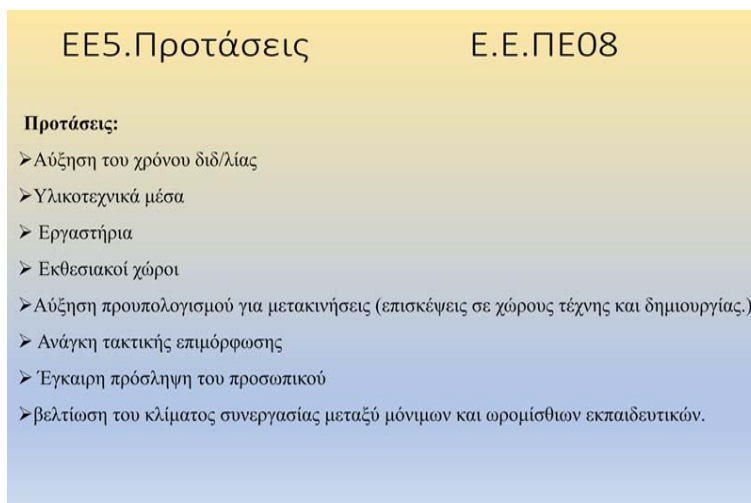 ΕΕ5.Προτάσεις Ε.Ε.ΠΕ08
Προτάσεις:
➢Αύξηση του χρόνου διδ/λίας
➢Υλικοτεχνικά μέσα
➢ Εργαστήρια
➢ Εκθεσιακοί χώροι
➢Αύξηση προυπολογισμού για μετακινήσεις (επισκέψεις σε χώρους τέχνης και δημιουργίας.)
➢ Ανάγκη τακτικής επιμόρφωσης
➢ Έγκαιρη πρόσληψη του προσωπικού
➢βελτίωση του κλίματος συνεργασίας μεταξύ μόνιμων και ωρομίσθιων εκπαιδευτικών.